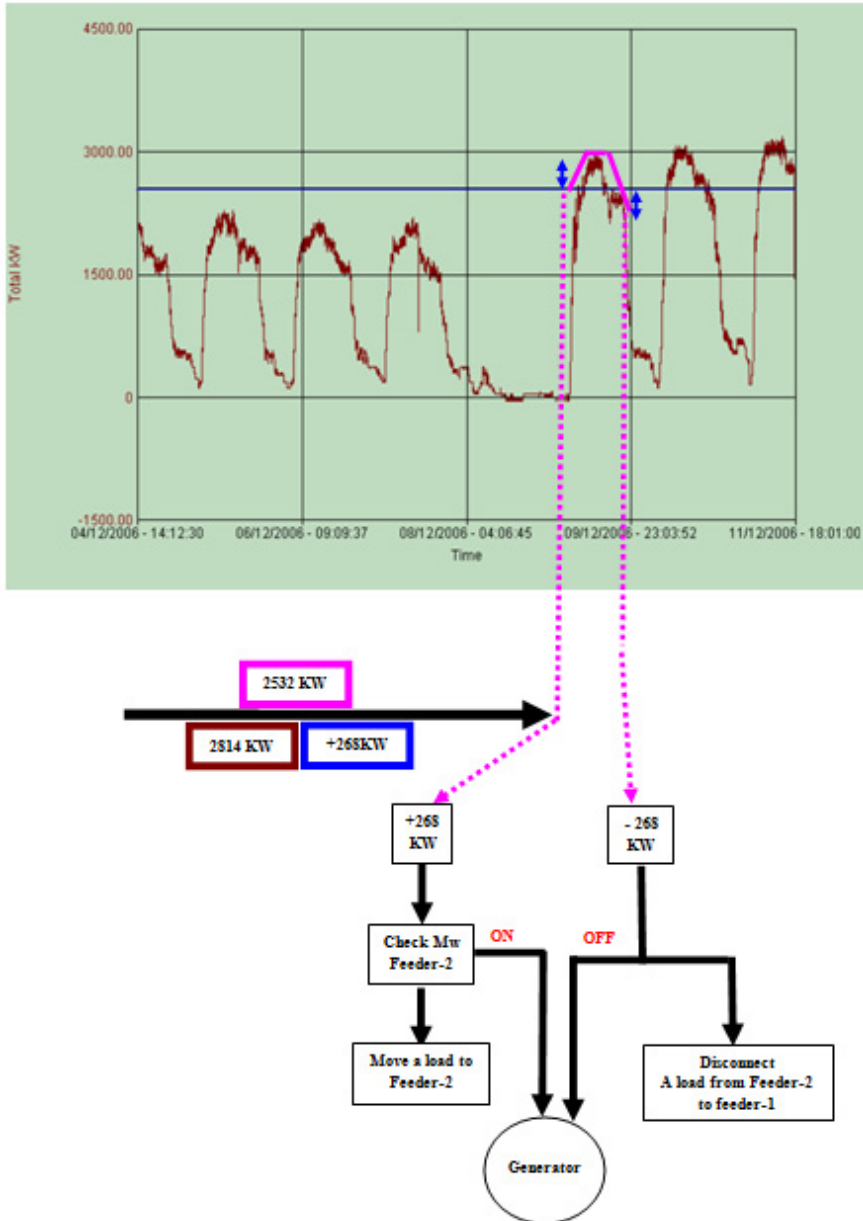 4500.00
3000.00
1500.00
0
-1500.00
Total kW
04/12/2006 - 14:12:30
06/12/2006 - 09:09:37
08/12/2006 - 04:06:45
09/12/2006 - 23:03:52
11/12/2006 - 18:01:00
Time
2532 KW
2814 KW
+268KW
+268
KW
- 268
KW
Check Mw
Feeder-2
ON
OFF
Move a load to
Feeder-2
Disconnect
A load from Feeder-2
to feeder-1
Generator